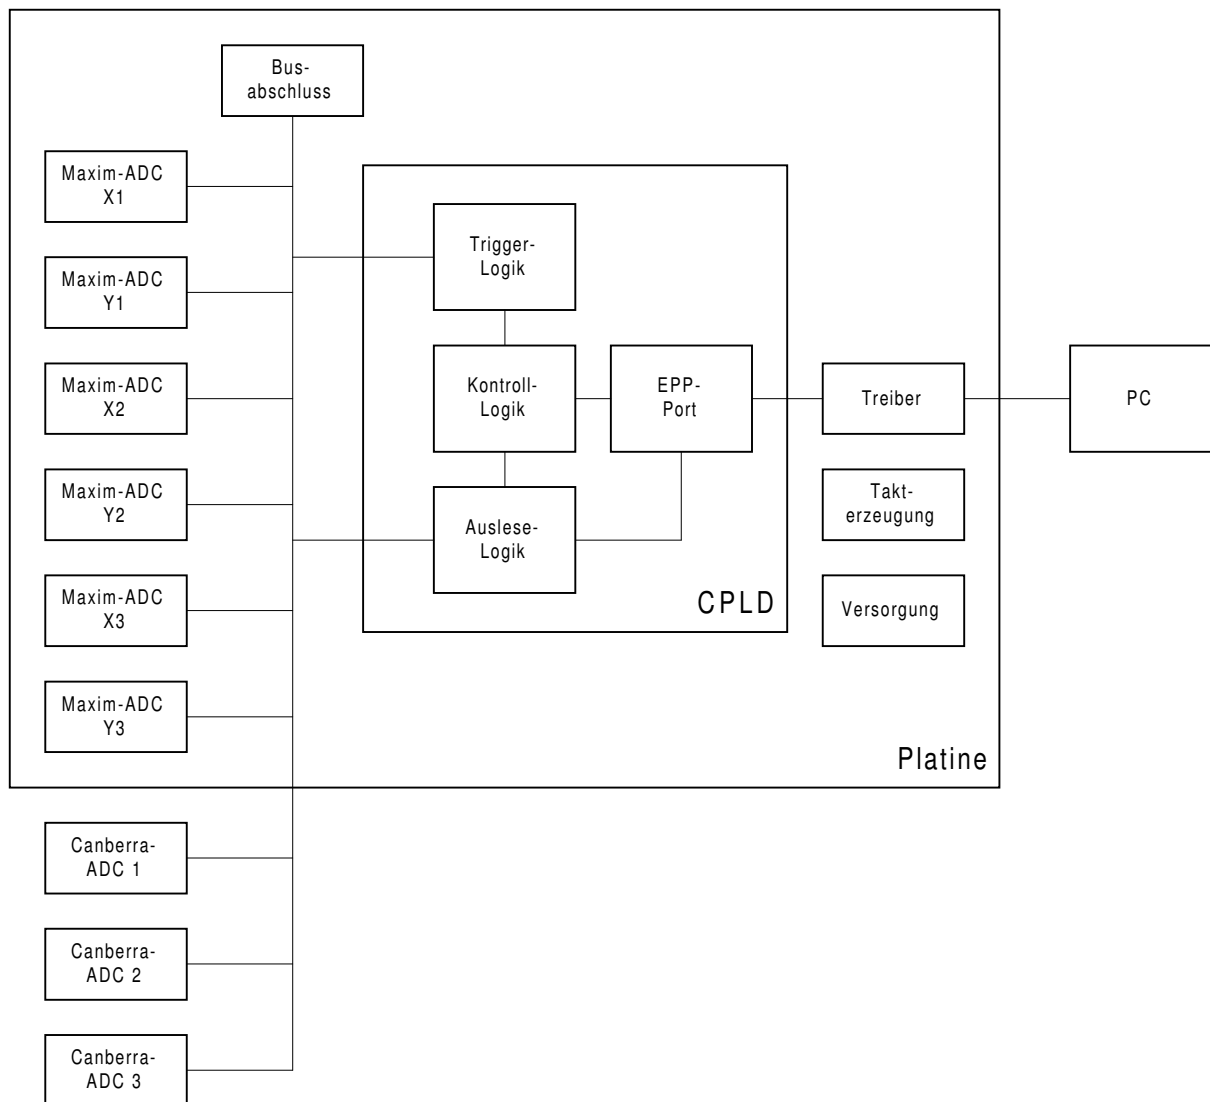 Bus-
abschluss
Maxim-ADC
X1
Maxim-ADC
Y1
Maxim-ADC
X2
Maxim-ADC
Y2
Maxim-ADC
X3
Maxim-ADC
Y3
Canberra-
ADC 1
Canberra-
ADC 2
Canberra-
ADC 3
Trigger-
Logik
Kontroll-
Logik
Auslese-
Logik
EPP-
Port
CPLD
Treiber
Takt-
erzeugung
Versorgung
Platine
PC